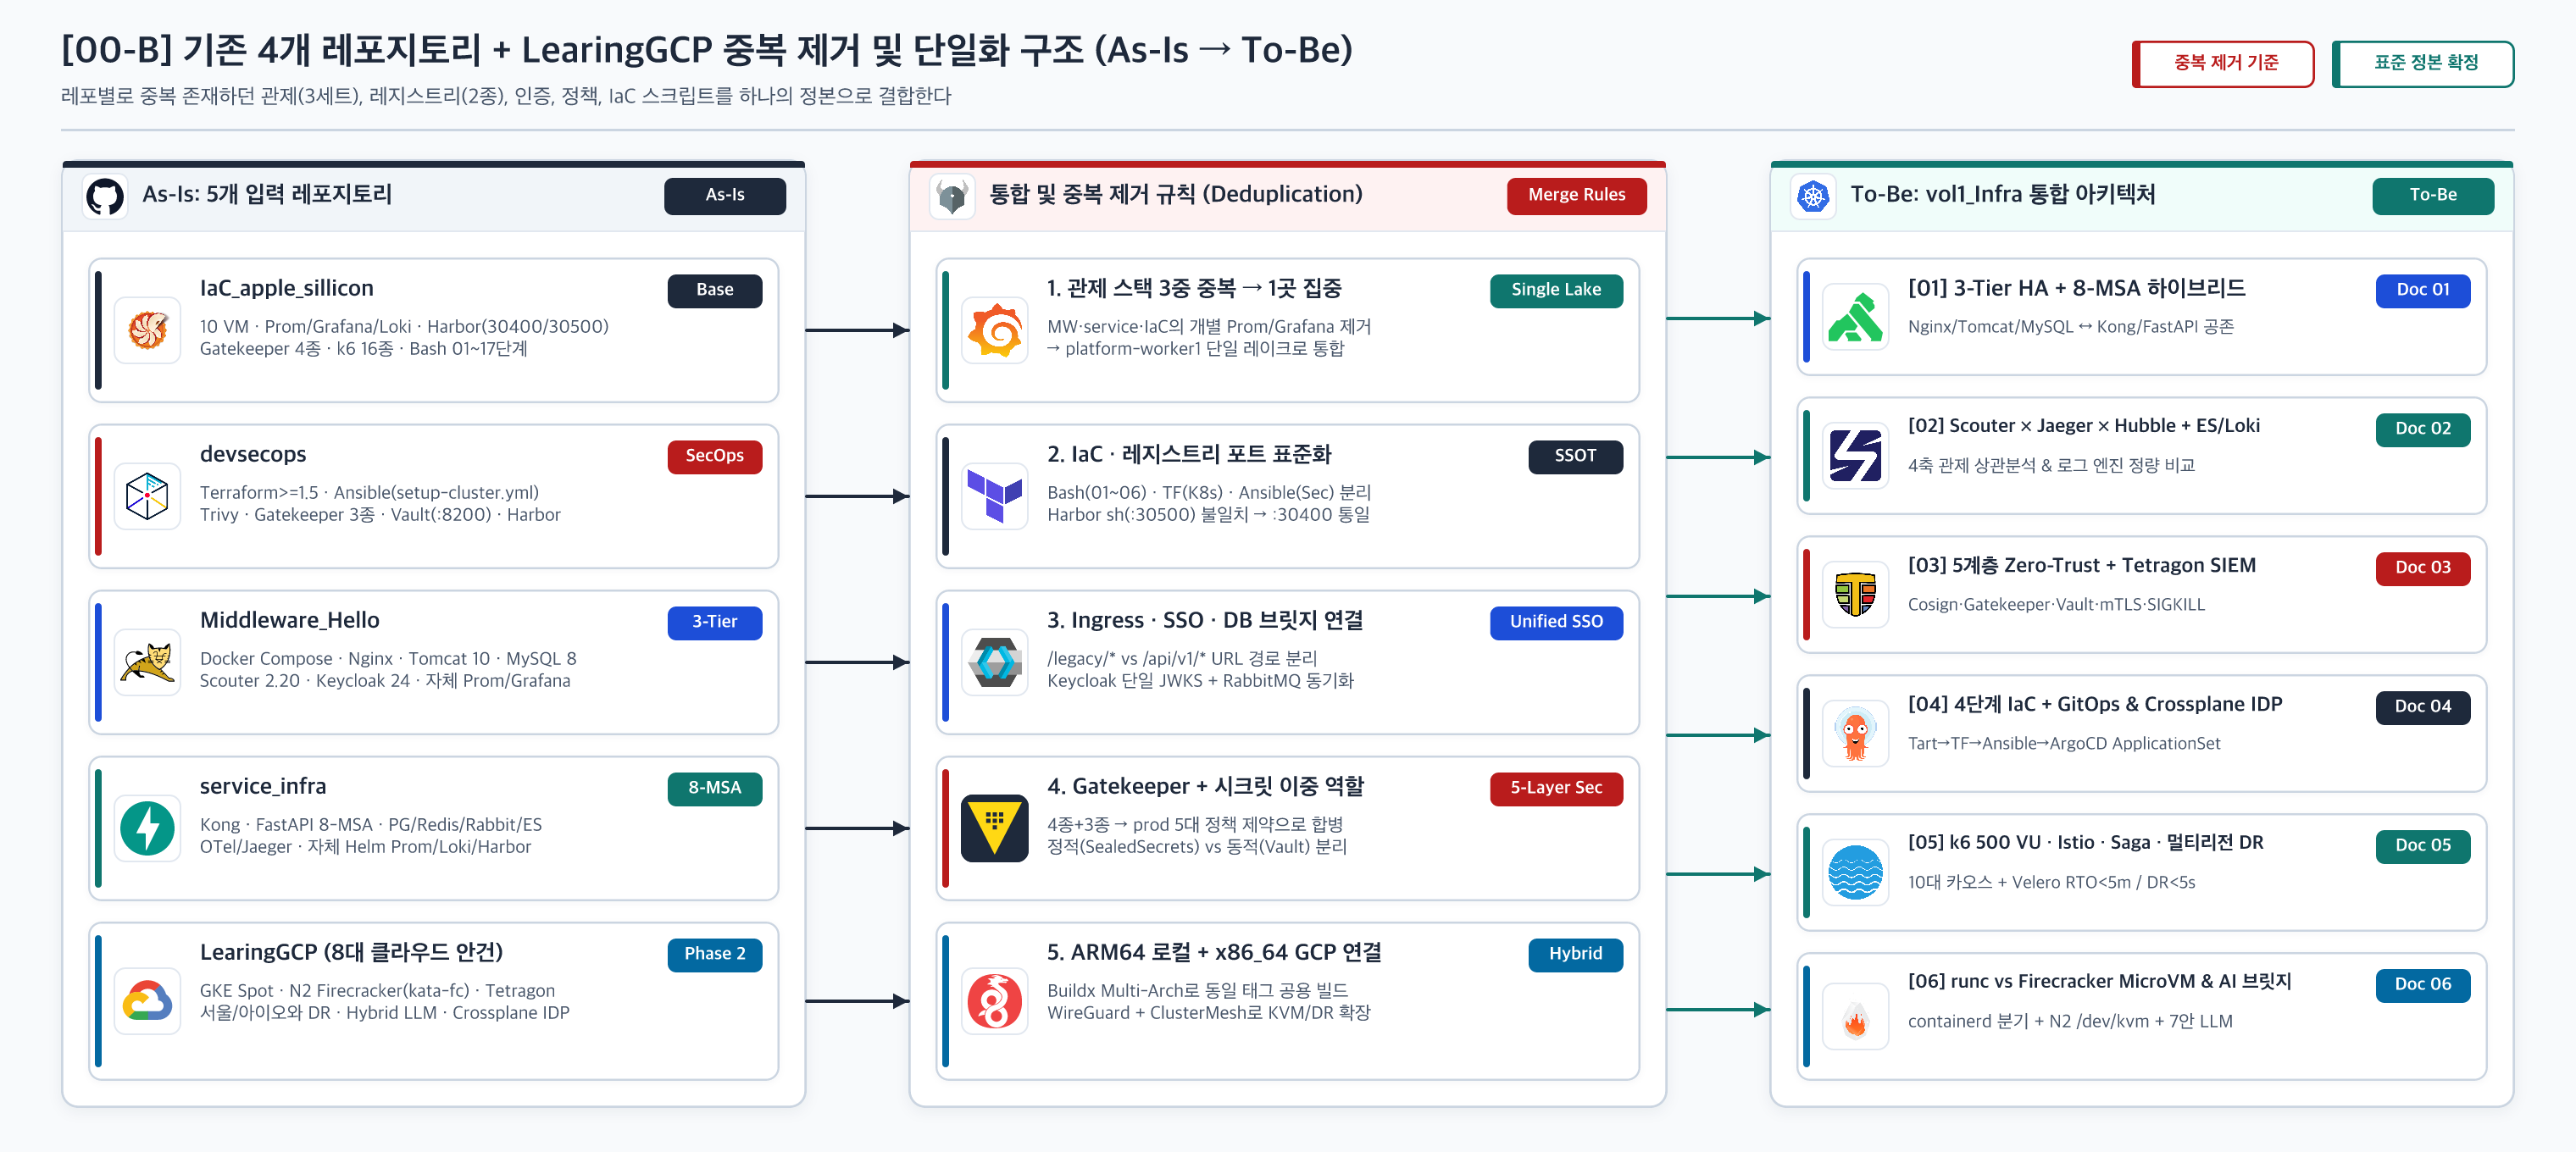 [00-B] 기존 4개 레포지토리 + LearingGCP 중복 제거 및 단일화 구조 (As-Is → To-Be)
레포별로 중복 존재하던 관제(3세트), 레지스트리(2종), 인증, 정책, IaC 스크립트를 하나의 정본으로 결합한다
중복 제거 기준
표준 정본 확정
As-Is: 5개 입력 레포지토리
As-Is
IaC_apple_sillicon
Base
10 VM · Prom/Grafana/Loki · Harbor(30400/30500)
Gatekeeper 4종 · k6 16종 · Bash 01~17단계
devsecops
SecOps
Terraform>=1.5 · Ansible(setup-cluster.yml)
Trivy · Gatekeeper 3종 · Vault(:8200) · Harbor
Middleware_Hello
3-Tier
Docker Compose · Nginx · Tomcat 10 · MySQL 8
Scouter 2.20 · Keycloak 24 · 자체 Prom/Grafana
service_infra
8-MSA
Kong · FastAPI 8-MSA · PG/Redis/Rabbit/ES
OTel/Jaeger · 자체 Helm Prom/Loki/Harbor
LearingGCP (8대 클라우드 안건)
Phase 2
GKE Spot · N2 Firecracker(kata-fc) · Tetragon
서울/아이오와 DR · Hybrid LLM · Crossplane IDP
통합 및 중복 제거 규칙 (Deduplication)
Merge Rules
1. 관제 스택 3중 중복 → 1곳 집중
Single Lake
MW·service·IaC의 개별 Prom/Grafana 제거
→ platform-worker1 단일 레이크로 통합
2. IaC · 레지스트리 포트 표준화
SSOT
Bash(01~06) · TF(K8s) · Ansible(Sec) 분리
Harbor sh(:30500) 불일치 → :30400 통일
3. Ingress · SSO · DB 브릿지 연결
Unified SSO
/legacy/* vs /api/v1/* URL 경로 분리
Keycloak 단일 JWKS + RabbitMQ 동기화
4. Gatekeeper + 시크릿 이중 역할
5-Layer Sec
4종+3종 → prod 5대 정책 제약으로 합병
정적(SealedSecrets) vs 동적(Vault) 분리
5. ARM64 로컬 + x86_64 GCP 연결
Hybrid
Buildx Multi-Arch로 동일 태그 공용 빌드
WireGuard + ClusterMesh로 KVM/DR 확장
To-Be: vol1_Infra 통합 아키텍처
To-Be
[01] 3-Tier HA + 8-MSA 하이브리드
Doc 01
Nginx/Tomcat/MySQL ↔ Kong/FastAPI 공존
[02] Scouter × Jaeger × Hubble + ES/Loki
Doc 02
4축 관제 상관분석 & 로그 엔진 정량 비교
[03] 5계층 Zero-Trust + Tetragon SIEM
Doc 03
Cosign·Gatekeeper·Vault·mTLS·SIGKILL
[04] 4단계 IaC + GitOps & Crossplane IDP
Doc 04
Tart→TF→Ansible→ArgoCD ApplicationSet
[05] k6 500 VU · Istio · Saga · 멀티리전 DR
Doc 05
10대 카오스 + Velero RTO<5m / DR<5s
[06] runc vs Firecracker MicroVM & AI 브릿지
Doc 06
containerd 분기 + N2 /dev/kvm + 7안 LLM